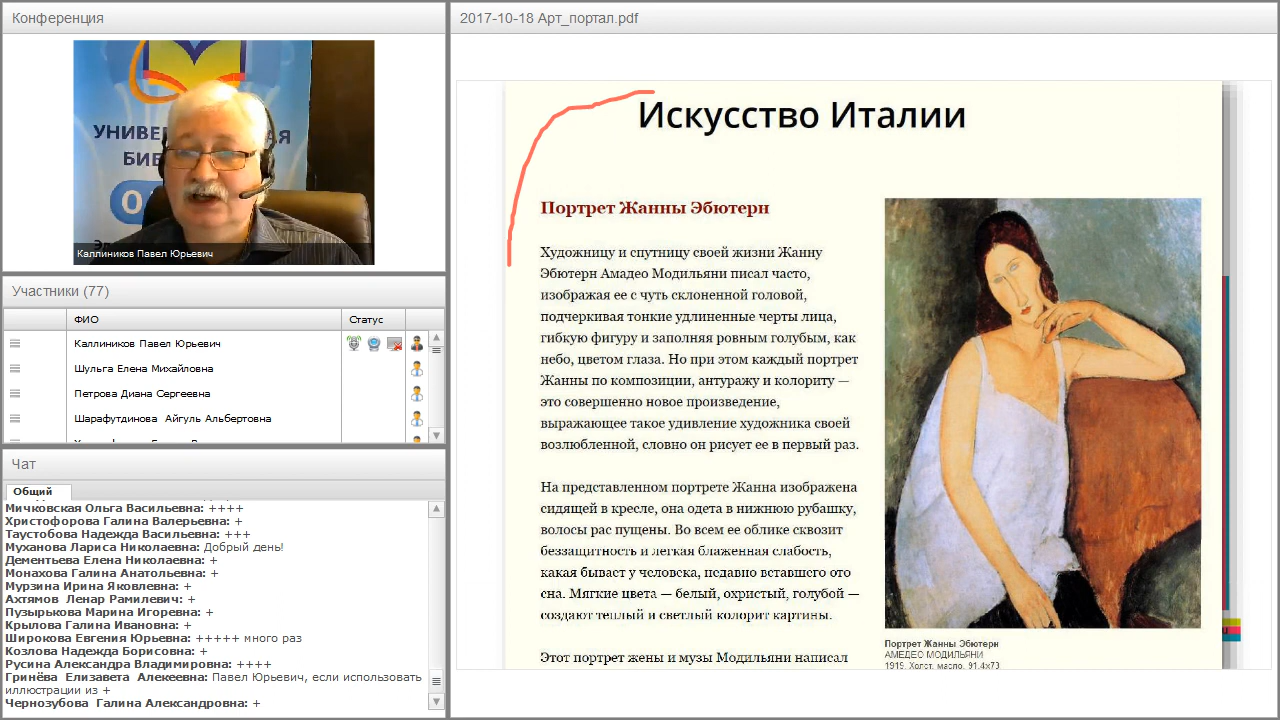 Конференция
УНИВЕР
АЯ
БИБ
О
Каллиников Павел Юрьевич
Участники (77)
ФИО
Статус
Каллиников Павел Юрьевич
Шульга Елена Михайловна
Петрова Диана Сергеевна
Шарафутдинова Айгуль Альбертовна
Чат
Общий
Мичковская Ольга Васильевна: ++++
Христофорова Галина Валерьевна: +
Таустобова Надежда Васильевна: +++
Муханова Лариса Николаевна: Добрый день!
Дементьева Елена Николаевна: +
Монахова Галина Анатольевна: +
Мурзина Ирина Яковлевна: +
Ахтямов Ленар Рамилевич: +
Пузырькова Марина Игоревна: +
Крылова Галина Ивановна: +
Широкова Евгения Юрьевна: +++++ много раз
Козлова Надежда Борисовна: +
Русина Александра Владимировна: ++++
Гринёва Елизавета Алекеевна: Павел Юрьевич, если использовать
иллюстрации из +
Чернозубова Галина Александровна: +
2017-10-18 Арт_портал.pdf
Искусство Италии
Портрет Жанны Эбютерн
Художницу и спутницу своей жизни Жанну
Эбютерн Амадео Модильяни писал часто,
изображая ее с чуть склоненной головой,
подчеркивая тонкие удлиненные черты лица,
гибкую фигуру и заполняя ровным голубым, как
небо, цветом глаза. Но при этом каждый портрет
Жанны по композиции, антуражу и колориту —
это совершенно новое произведение,
выражающее такое удивление художника своей
возлюбленной, словно он рисует ее в первый раз.
На представленном портрете Жанна изображена
сидящей в кресле, она одета в нижнюю рубашку,
волосы рас пущены. Во всем ее облике сквозит
беззащитность и легкая блаженная слабость,
какая бывает у человека, недавно вставшего ото
сна. Мягкие цвета — белый, охристый, голубой —
создают теплый и светлый колорит картины.
Этот портрет жены и музы Модильяни написал
Портрет Жанны Эбютерн
АМЕДЕО МОДИЛЬЯНИ
1919, Холст, масло, 91,4x73